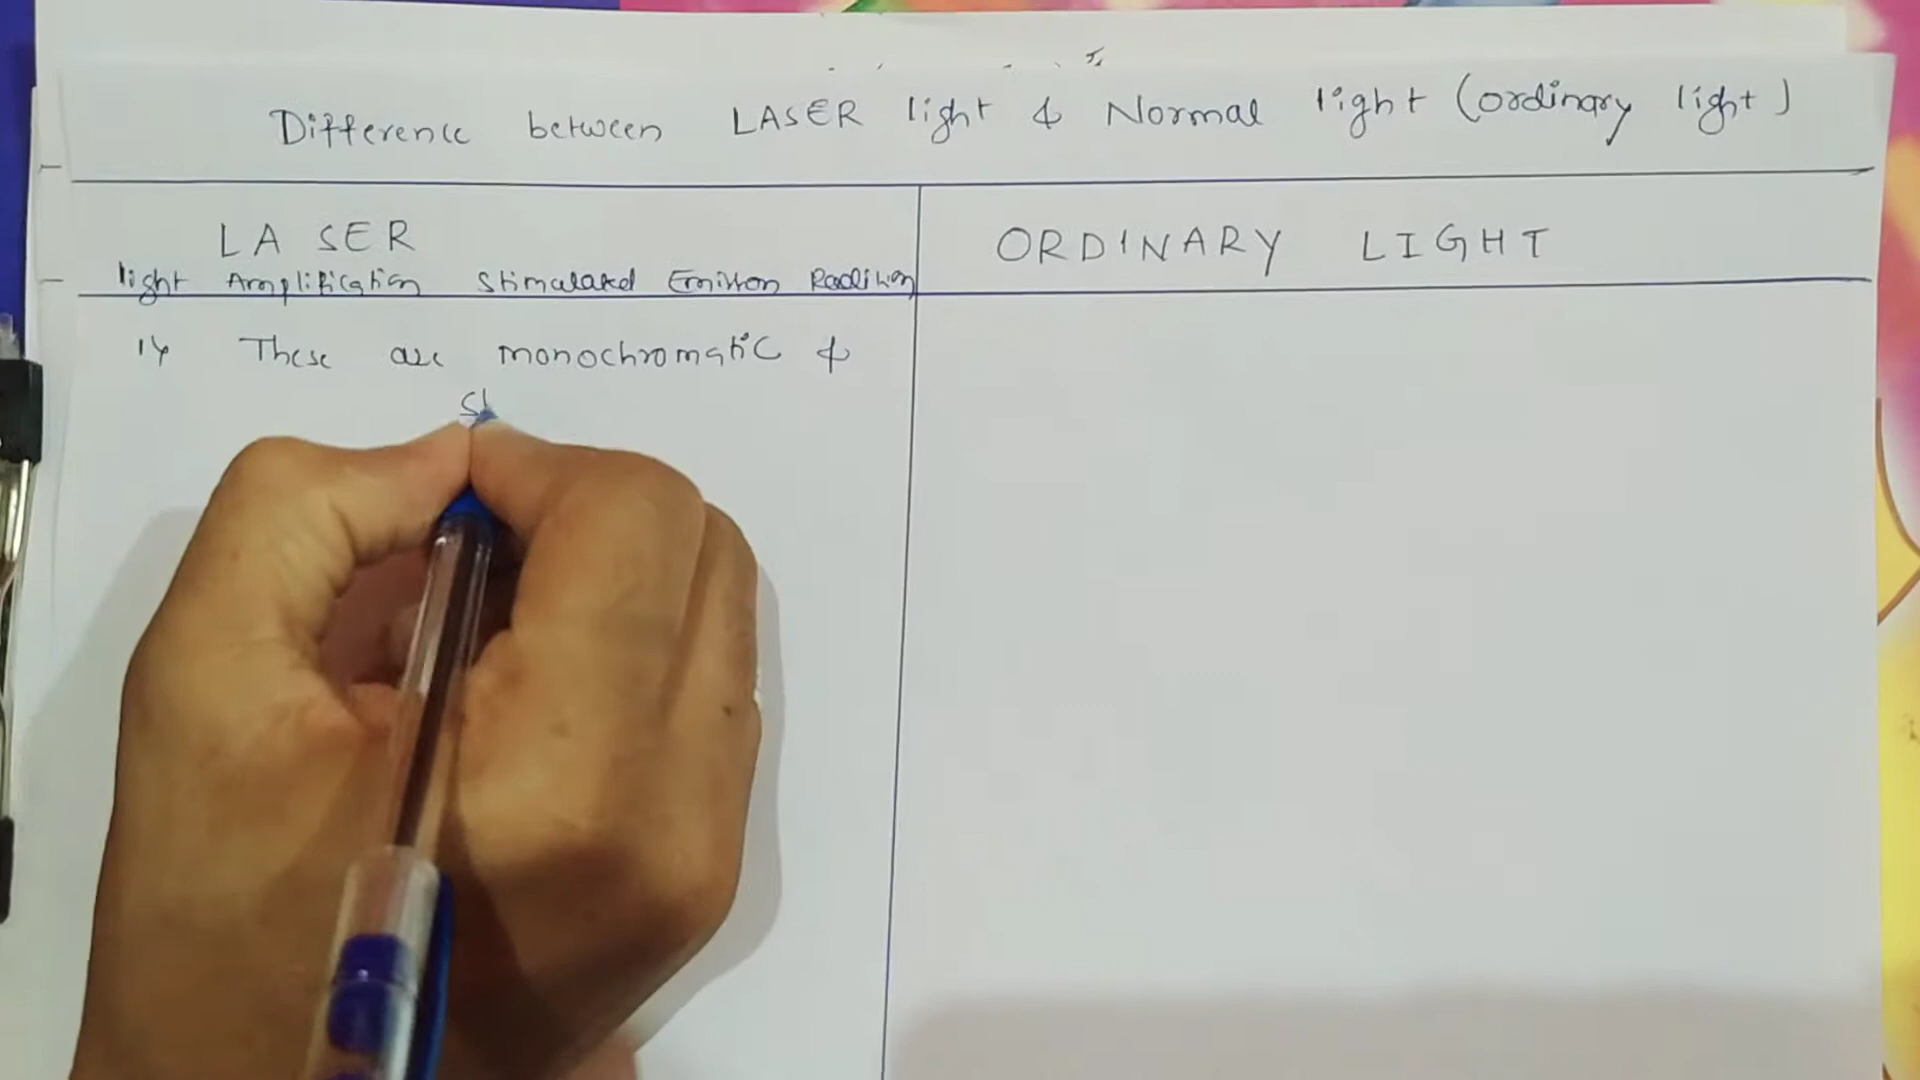 Difference between LASER light & Normal light (ordinary light)
LASER
ORDINARY LIGHT
light Amplification Stimulated Emission Radiation
1) These are monochromatic &